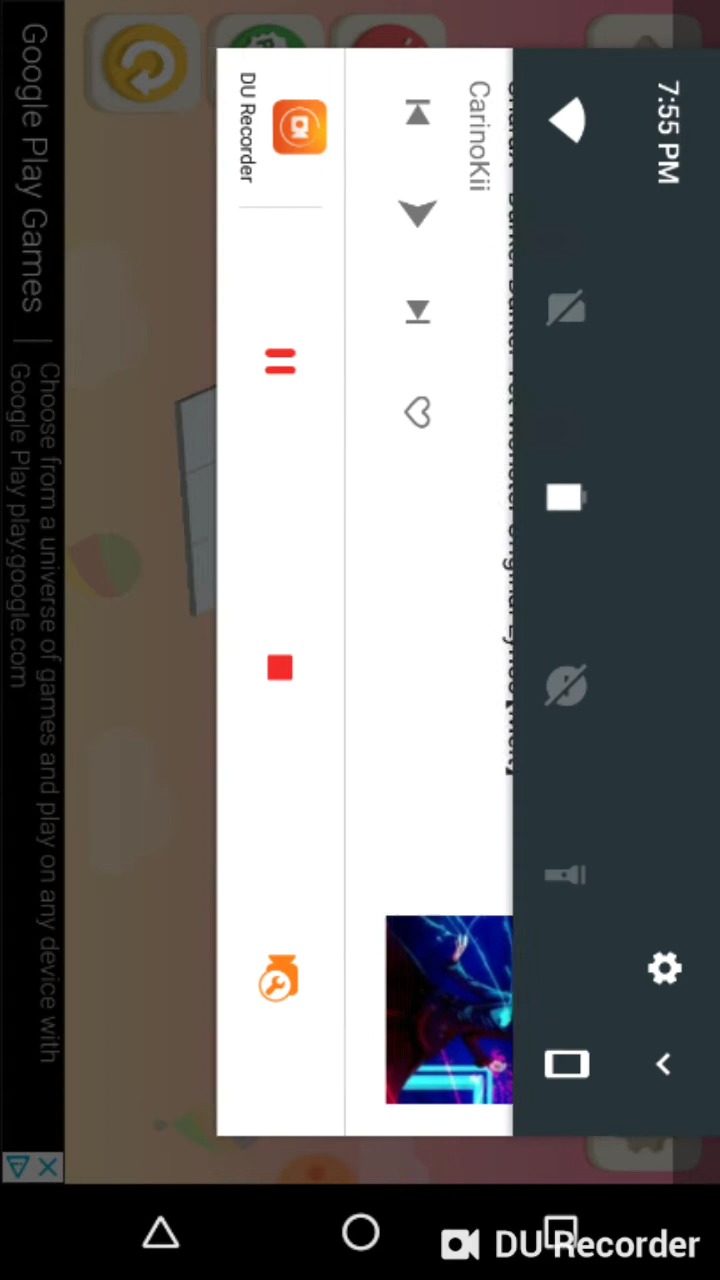 7:55 PM
CarinoKii
DU Recorder
Google Play Games
Choose from a universe of games and play on any device with
Google Play play.google.com
DU Recorder